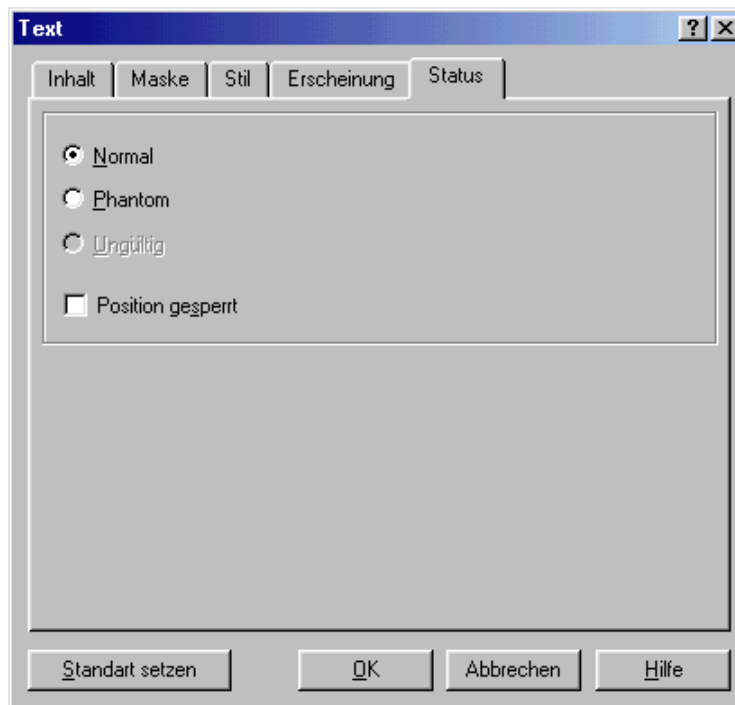 Text
Inhalt Maske Stil Erscheinung Status
Normal
Phantom
Ungültig
Position gesperrt
Standart setzen OK Abbrechen Hilfe